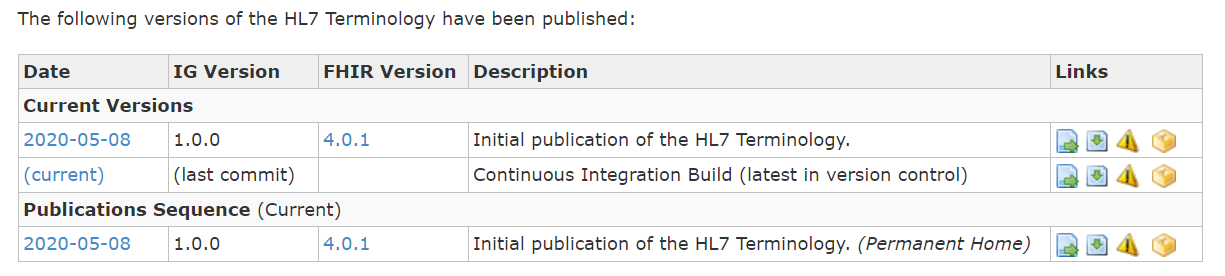 The following versions of the HL7 Terminology have been published:
Date IG Version FHIR Version Description Links
Current Versions
2020-05-08 1.0.0 4.0.1 Initial publication of the HL7 Terminology.
(current) (last commit) Continuous Integration Build (latest in version control)
Publications Sequence (Current)
2020-05-08 1.0.0 4.0.1 Initial publication of the HL7 Terminology. (Permanent Home)